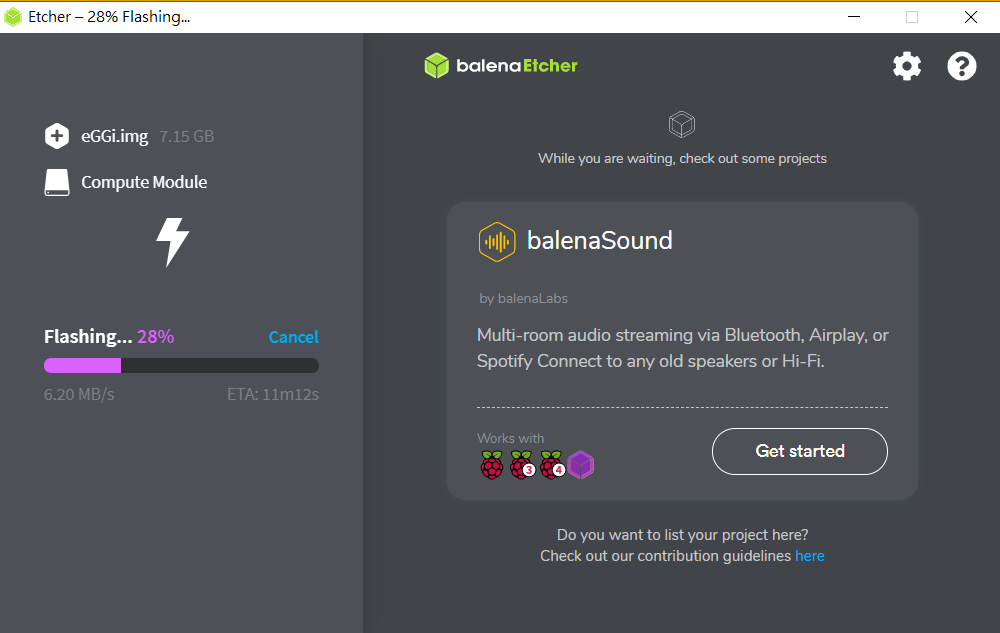 Etcher – 28% Flashing...
balenaEtcher
eGGi.img 7.15 GB
Compute Module
Flashing... 28% Cancel
6.20 MB/s ETA: 11m12s
While you are waiting, check out some projects
balenaSound
by balenaLabs
Multi-room audio streaming via Bluetooth, Airplay, or
Spotify Connect to any old speakers or Hi-Fi.
Works with
3 4
Get started
Do you want to list your project here?
Check out our contribution guidelines here